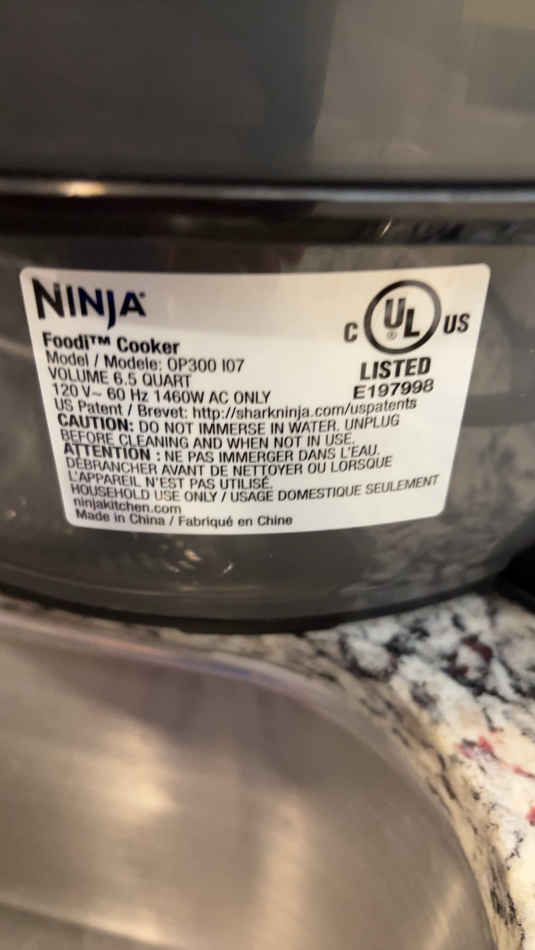 NINJA®
Foodi™ Cooker
Model / Modele: OP300 I07
VOLUME 6.5 QUART
120 V~ 60 Hz 1460W AC ONLY
US Patent / Brevet: http://sharkninja.com/uspatents
CAUTION: DO NOT IMMERSE IN WATER. UNPLUG
BEFORE CLEANING AND WHEN NOT IN USE.
ATTENTION : NE PAS IMMERGER DANS L'EAU.
DÉBRANCHER AVANT DE NETTOYER OU LORSQUE
L'APPAREIL N'EST PAS UTILISÉ.
HOUSEHOLD USE ONLY / USAGE DOMESTIQUE SEULEMENT
ninjakitchen.com
Made in China / Fabriqué en Chine
C UL® US
LISTED
E197998